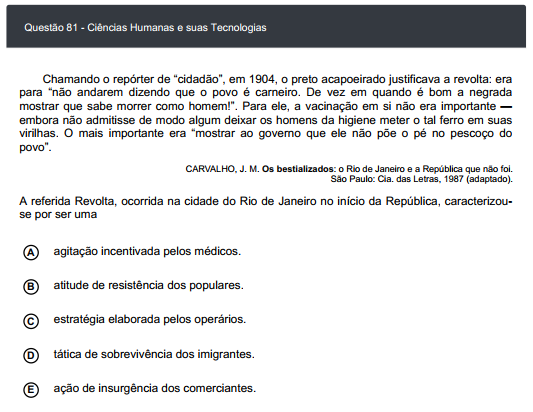 Questão 81 - Ciências Humanas e suas Tecnologias
Chamando o repórter de “cidadão”, em 1904, o preto acapoeirado justificava a revolta: era
para “não andarem dizendo que o povo é carneiro. De vez em quando é bom a negrada
mostrar que sabe morrer como homem!”. Para ele, a vacinação em si não era importante —
embora não admitisse de modo algum deixar os homens da higiene meter o tal ferro em suas
virilhas. O mais importante era “mostrar ao governo que ele não põe o pé no pescoço do
povo”.
CARVALHO, J. M. Os bestializados: o Rio de Janeiro e a República que não foi.
São Paulo: Cia. das Letras, 1987 (adaptado).
A referida Revolta, ocorrida na cidade do Rio de Janeiro no início da República, caracterizou-
se por ser uma
A agitação incentivada pelos médicos.
B atitude de resistência dos populares.
C estratégia elaborada pelos operários.
D tática de sobrevivência dos imigrantes.
E ação de insurgência dos comerciantes.